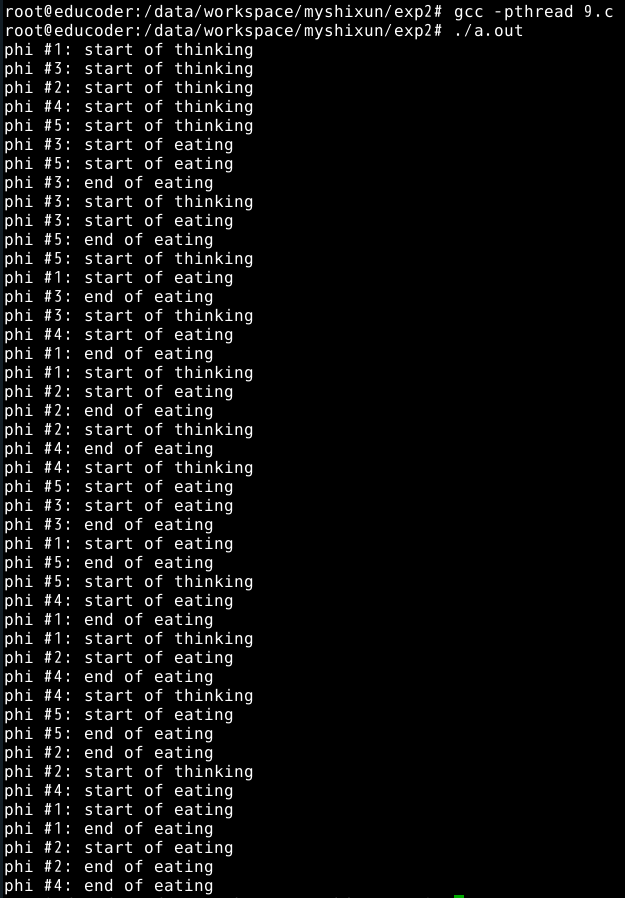 root@educoder:/data/workspace/myshixun/exp2# gcc -pthread 9.c
root@educoder:/data/workspace/myshixun/exp2# ./a.out
phi #1: start of thinking
phi #3: start of thinking
phi #2: start of thinking
phi #4: start of thinking
phi #5: start of thinking
phi #3: start of eating
phi #5: start of eating
phi #3: end of eating
phi #3: start of thinking
phi #3: start of eating
phi #5: end of eating
phi #5: start of thinking
phi #1: start of eating
phi #3: end of eating
phi #3: start of thinking
phi #4: start of eating
phi #1: end of eating
phi #1: start of thinking
phi #2: start of eating
phi #2: end of eating
phi #2: start of thinking
phi #4: end of eating
phi #4: start of thinking
phi #5: start of eating
phi #3: start of eating
phi #3: end of eating
phi #1: start of eating
phi #5: end of eating
phi #5: start of thinking
phi #4: start of eating
phi #1: end of eating
phi #1: start of thinking
phi #2: start of eating
phi #4: end of eating
phi #4: start of thinking
phi #5: start of eating
phi #5: end of eating
phi #2: end of eating
phi #2: start of thinking
phi #4: start of eating
phi #1: start of eating
phi #1: end of eating
phi #2: start of eating
phi #2: end of eating
phi #4: end of eating